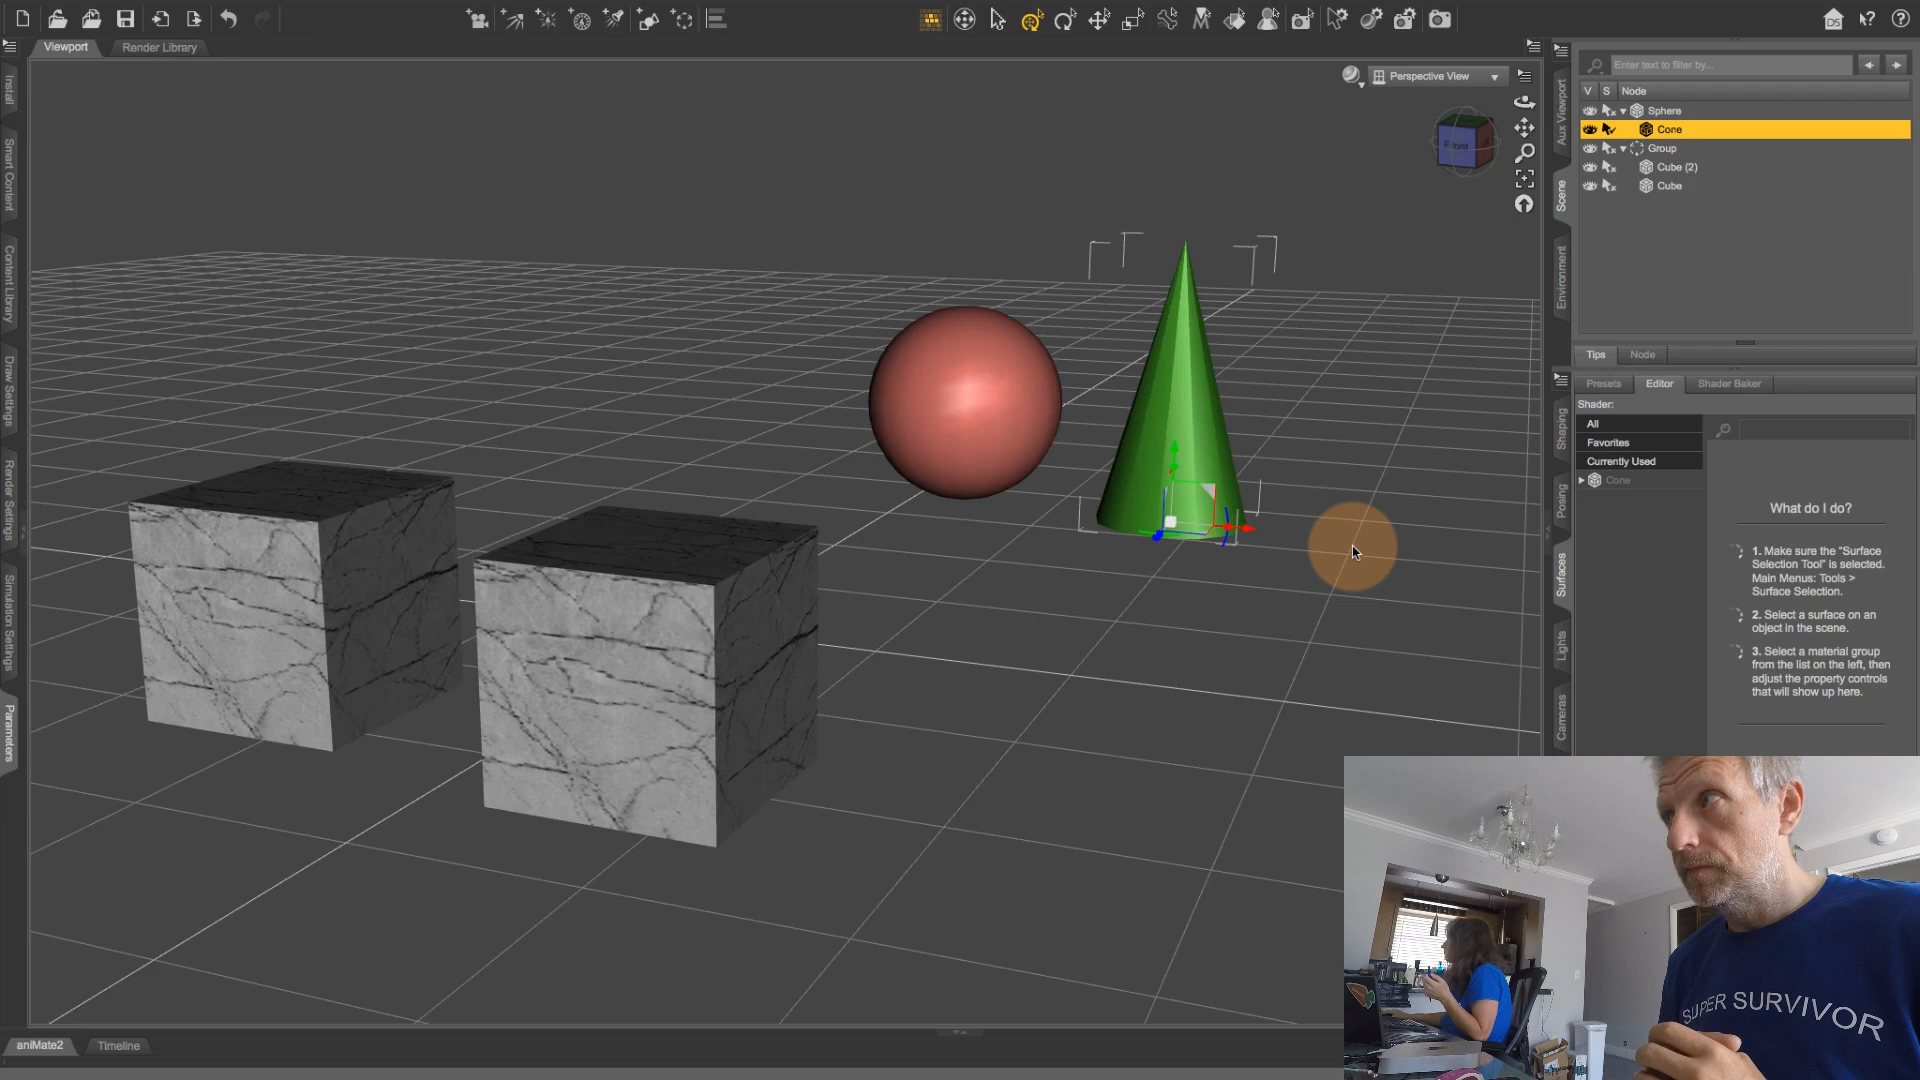 Viewport
Render Library
Install
Smart Content
Content Library
Draw Settings
Render Settings
Simulation Settings
Parameters
Perspective View
Front
Aux Viewport
Scene
Environment
Enter text to filter by...
V S Node
Sphere
Cone
Group
Cube (2)
Cube
Tips
Node
Presets
Editor
Shader Baker
Shader:
All
Favorites
Currently Used
Cone
Shaping
Posing
Surfaces
Lights
Cameras
What do I do?
1. Make sure the "Surface
Selection Tool" is selected.
Main Menus: Tools >
Surface Selection.
2. Select a surface on an
object in the scene.
3. Select a material group
from the list on the left, then
adjust the property controls
that will show up here.
aniMate2
Timeline
SUPER SURVIVOR
DS